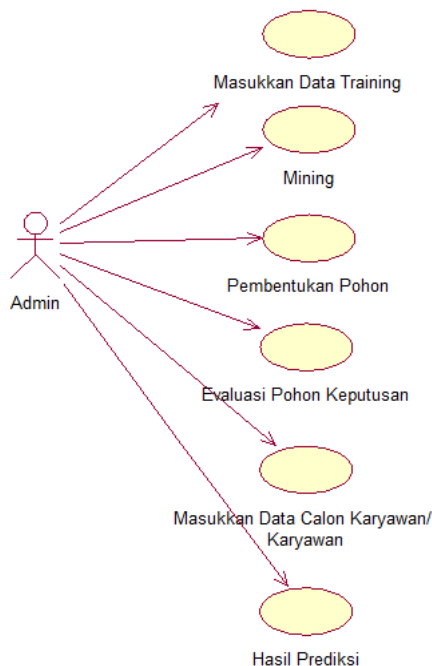 Masukkan Data Training
Mining
Admin
Pembentukan Pohon
Evaluasi Pohon Keputusan
Masukkan Data Calon Karyawan/
Karyawan
Hasil Prediksi